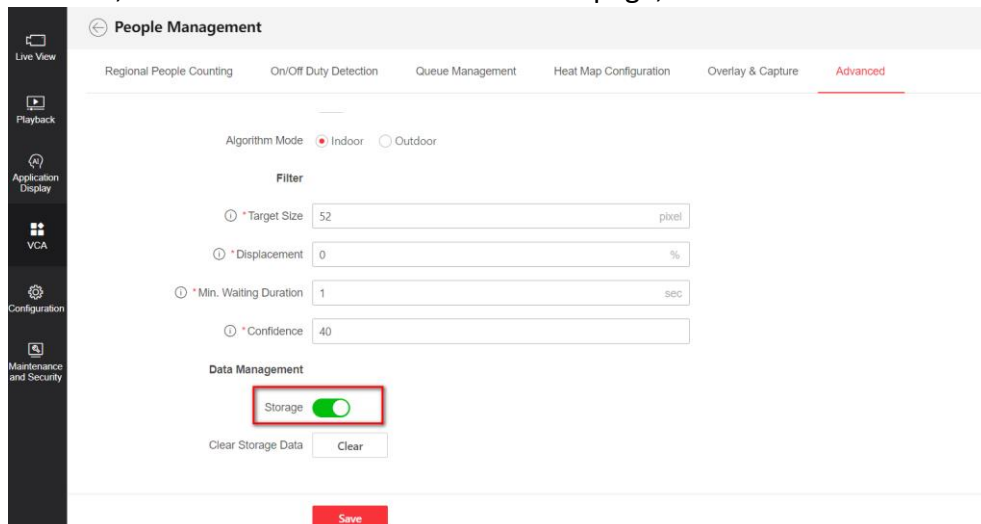 People Management
Live View
Regional People Counting On/Off Duty Detection Queue Management Heat Map Configuration Overlay & Capture Advanced
Playback
Algorithm Mode Indoor Outdoor
Application
Display
Filter
* Target Size 52 pixel
VCA
* Displacement 0 %
* Min. Waiting Duration 1 sec
Configuration
* Confidence 40
Maintenance
and Security
Data Management
Storage
Clear Storage Data Clear
Save